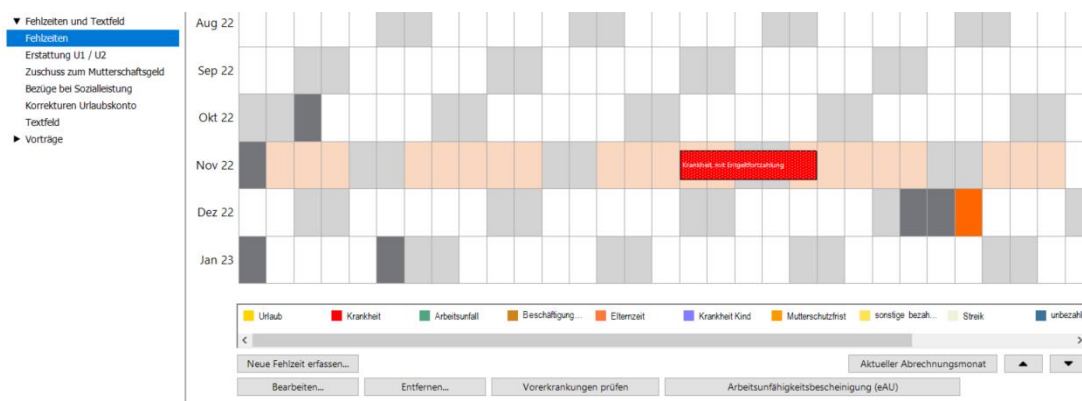 ▼ Fehlzeiten und Textfeld
Fehlzeiten
Erstattung U1 / U2
Zuschuss zum Mutterschaftsgeld
Bezüge bei Sozialleistung
Korrekturen Urlaubskonto
Textfeld
► Vorträge
Aug 22
Sep 22
Okt 22
Nov 22
Krankheit, mit Entgeltfortzahlung
Dez 22
Jan 23
Urlaub Krankheit Arbeitsunfall Beschäftigung... Elternzeit Krankheit Kind Mutterschutzfrist sonstige bezah... Streik unbezahl
Neue Fehlzeit erfassen... Aktueller Abrechnungsmonat ▲ ▼
Bearbeiten... Entfernen... Vorerkrankungen prüfen Arbeitsunfähigkeitsbescheinigung (eAU)